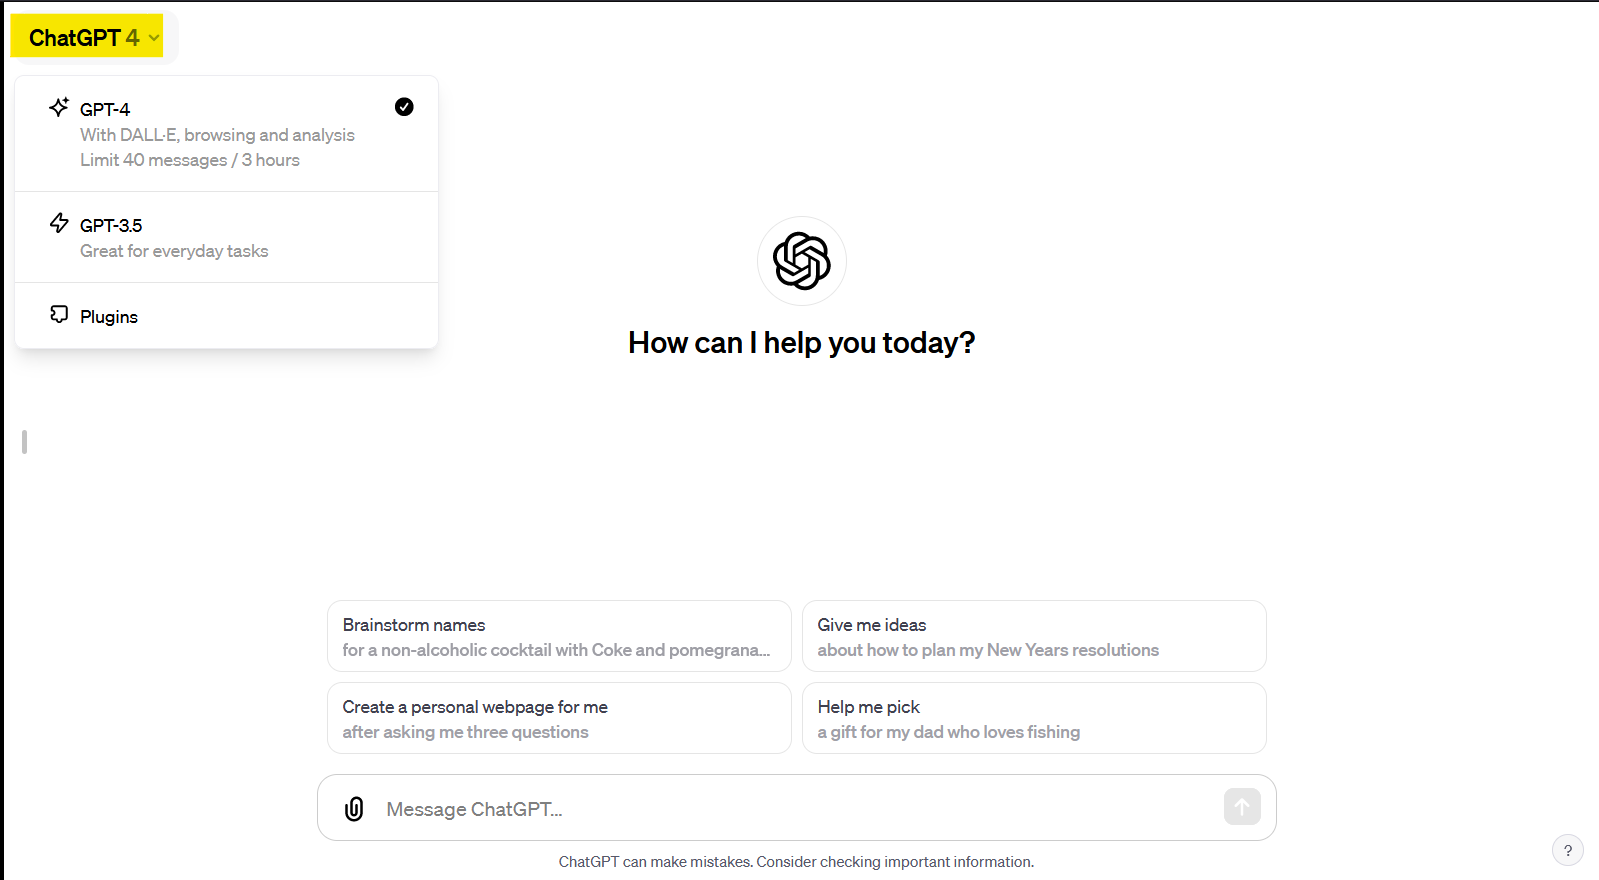 ChatGPT 4
GPT-4
With DALL·E, browsing and analysis
Limit 40 messages / 3 hours
GPT-3.5
Great for everyday tasks
Plugins
How can I help you today?
Brainstorm names
for a non-alcoholic cocktail with Coke and pomegrana...
Give me ideas
about how to plan my New Years resolutions
Create a personal webpage for me
after asking me three questions
Help me pick
a gift for my dad who loves fishing
Message ChatGPT...
ChatGPT can make mistakes. Consider checking important information.
?